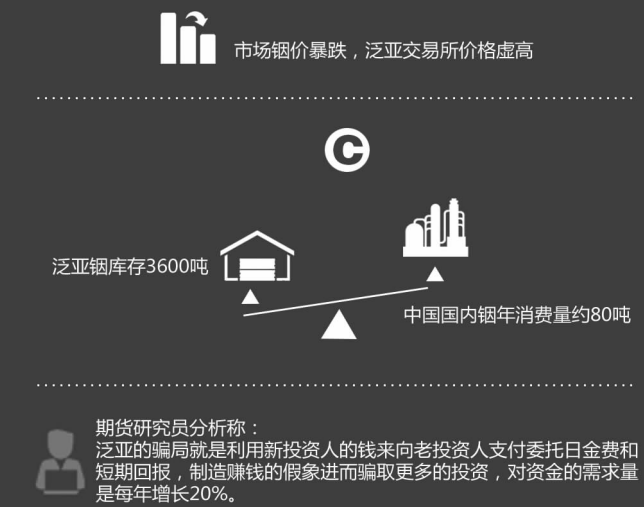 市场铟价暴跌，泛亚交易所价格虚高
C
泛亚铟库存3600吨
中国国内铟年消费量约80吨
期货研究员分析称：
泛亚的骗局就是利用新投资人的钱来向老投资人支付委托日金费和
短期回报，制造赚钱的假象进而骗取更多的投资，对资金的需求量
是每年增长20%。